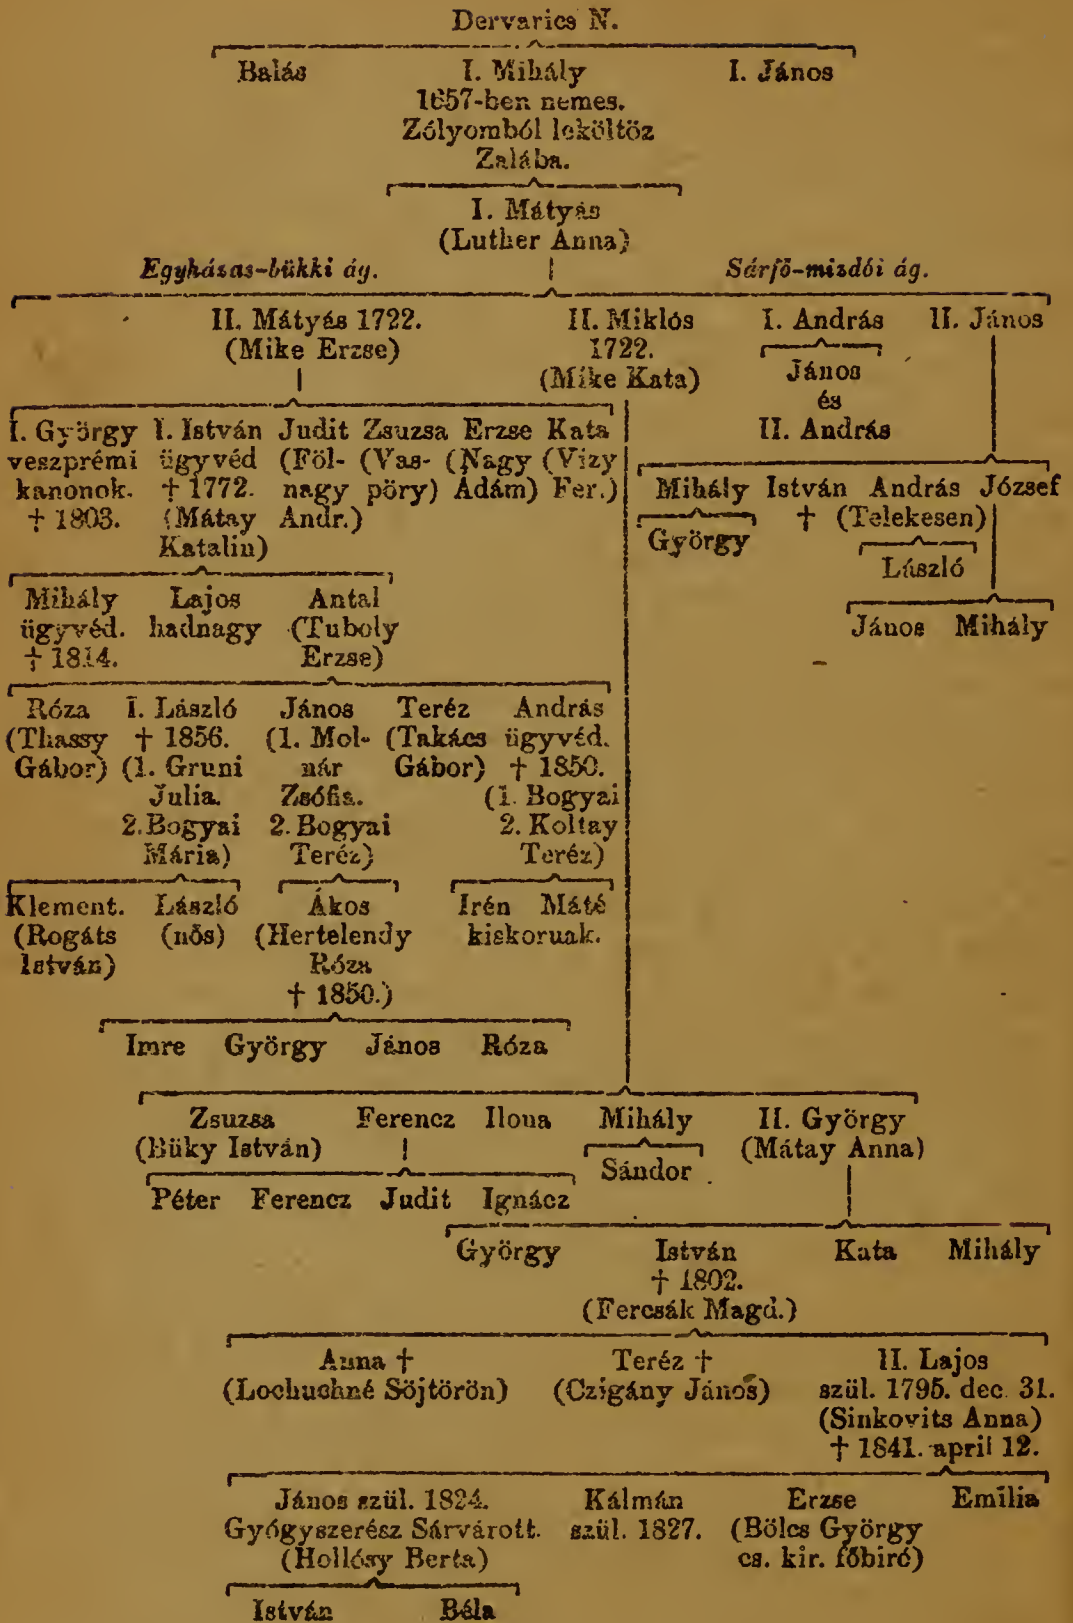 Dervarics N.
Balás I. Mihály I. János
1657-ben nemes.
Zólyomból leköltöz
Zalába.
I. Mátyás
(Luther Anna)
Egyházas-bükki ág. Sárfő-mizdói ág.
II. Mátyás 1722. II. Miklós I. András II. János
(Mike Erzse) 1722.
(Mike Kata) János
és
II. András
I. György I. István Judit Zsuzsa Erzse Kata
veszprémi ügyvéd (Föl- (Vas- (Nagy (Vizy
kanonok. † 1772. nagy pöry) Ádám) Fer.)
† 1803. (Mátay Andr.)
Katalin)
Mihály István András József
† (Telekesen)
György
László
János Mihály
Mihály Lajos Antal
ügyvéd. hadnagy (Tuboly
† 1814. Erzse)
Róza I. László János Teréz András
(Thassy † 1856. (1. Mol- (Takács ügyvéd.
Gábor) (1. Gruni nár Gábor) † 1850.
Julia. Zsófia. (1. Bogyai
2. Bogyai 2. Bogyai 2. Koltay
Mária) Teréz) Teréz)
Klement. László Ákos Irén Máté
(Rogáts (nős) (Hertelendy kiskoruak.
István) Róza
† 1850.)
Imre György János Róza
Zsuzsa Ferencz Ilona Mihály II. György
(Büky István) (Mátay Anna)
Sándor
Péter Ferencz Judit Ignácz
György István Kata Mihály
† 1802.
(Fercsák Magd.)
Anna † Teréz † II. Lajos
(Lochuchné Söjtörön) (Czigány János) szül. 1795. dec. 31.
(Sinkovits Anna)
† 1841. april 12.
János szül. 1824. Kálmán Erzse Emilia
Gyógyszerész Sárvárott. szül. 1827. (Bölcs György
(Hollósy Berta) cs. kir. főbiró)
István Béla